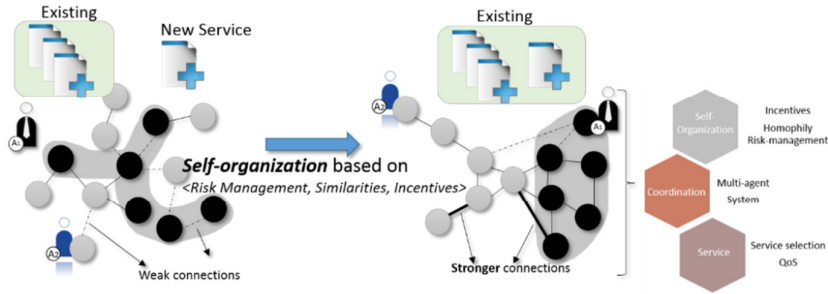 Existing
New Service
A1
A2
Weak connections
Self-organization based on
<Risk Management, Similarities, Incentives>
Existing
A2
A1
Stronger connections
Self-
Organization
Incentives
Homophily
Risk-management
Coordination
Multi-agent
System
Service
Service selection
QoS